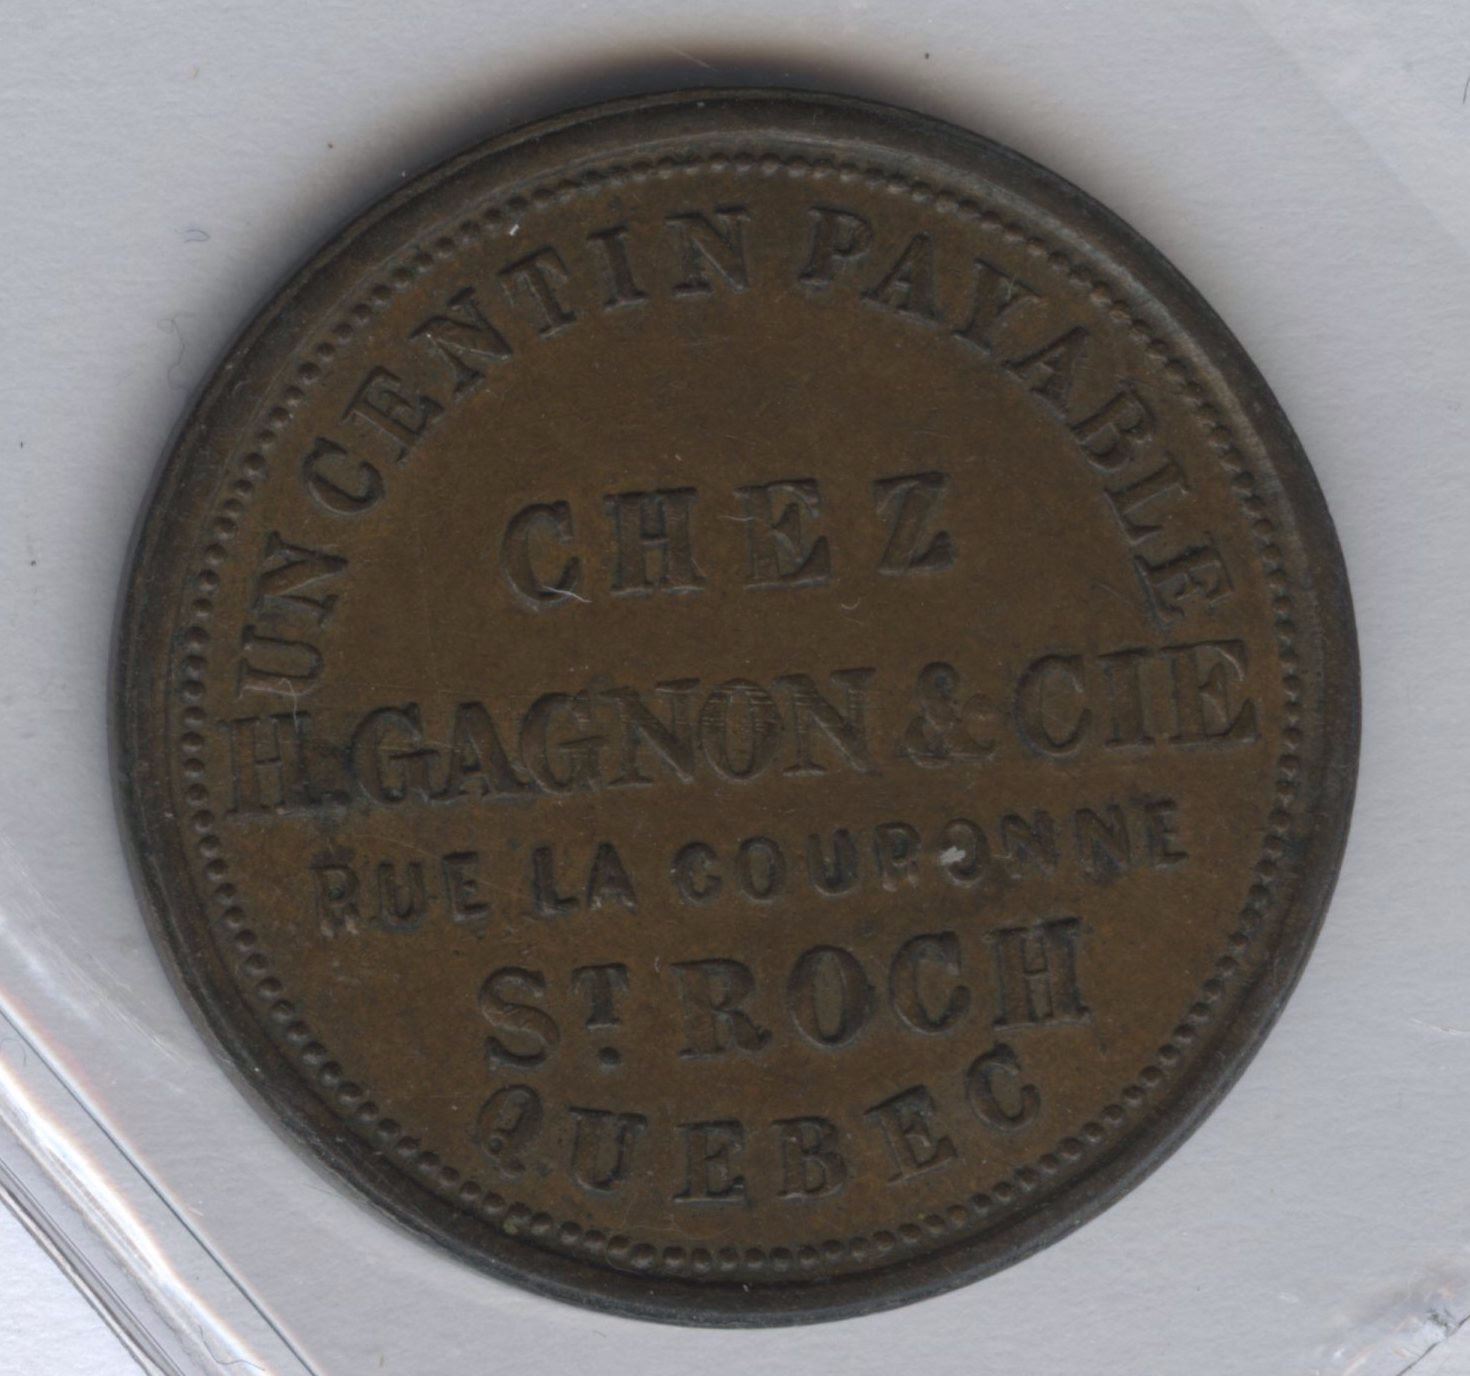 UN CENTIN PAYABLE
CHEZ
H.GAGNON & CIE
RUE LA COURONNE
ST. ROCH
QUEBEC